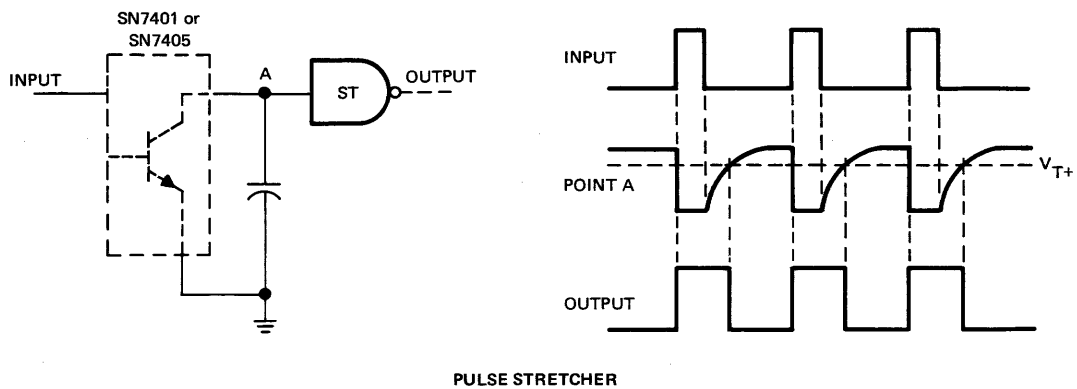 SN7401 or
SN7405
INPUT
A
ST
OUTPUT
INPUT
POINT A
VT+
OUTPUT
PULSE STRETCHER